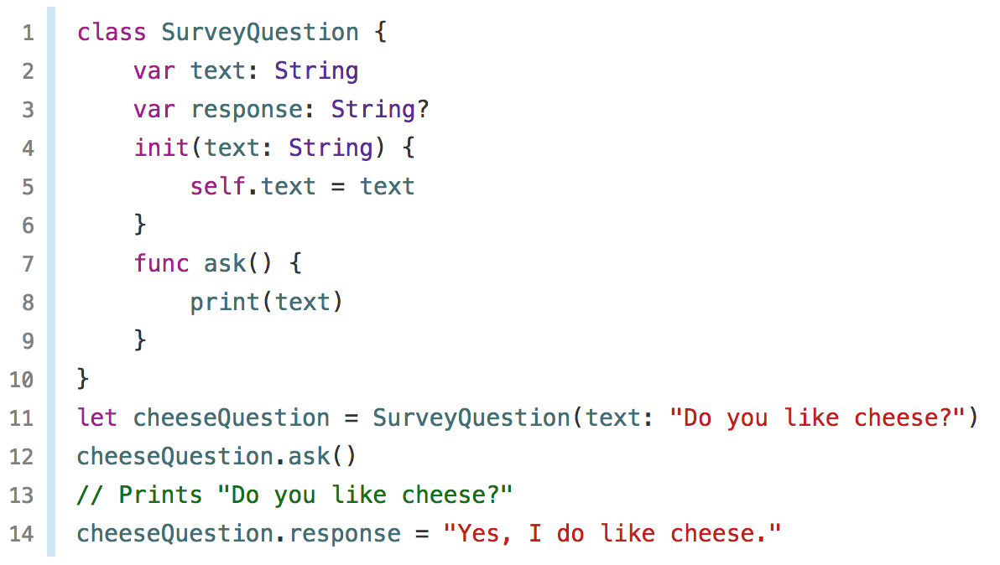 1 class SurveyQuestion {
2     var text: String
3     var response: String?
4     init(text: String) {
5         self.text = text
6     }
7     func ask() {
8         print(text)
9     }
10 }
11 let cheeseQuestion = SurveyQuestion(text: "Do you like cheese?")
12 cheeseQuestion.ask()
13 // Prints "Do you like cheese?"
14 cheeseQuestion.response = "Yes, I do like cheese."